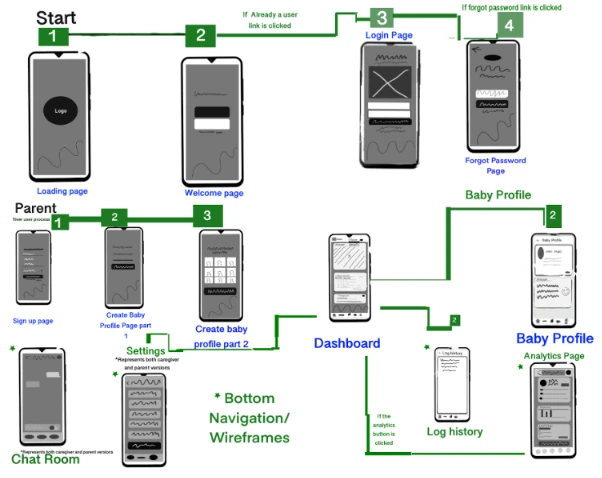 Start
1
2
If Already a user
link is clicked
3
If forgot password link is clicked
4
Login Page
Logo
Loading page
Welcome page
Forgot Password
Page
Parent
New user process
1
2
3
Baby Profile
2
Sign up page
Create Baby
Profile Page part
1
Create baby
profile part 2
Dashboard
2
Baby Profile
Baby Profile
Settings
*Represents both caregiver
and parent versions
*
Log history
Log history
*
Analytics Page
* Bottom
Navigation/
Wireframes
If the
analytics
button is
clicked
*
Chat Room
*Represents both caregiver and parent versions
*